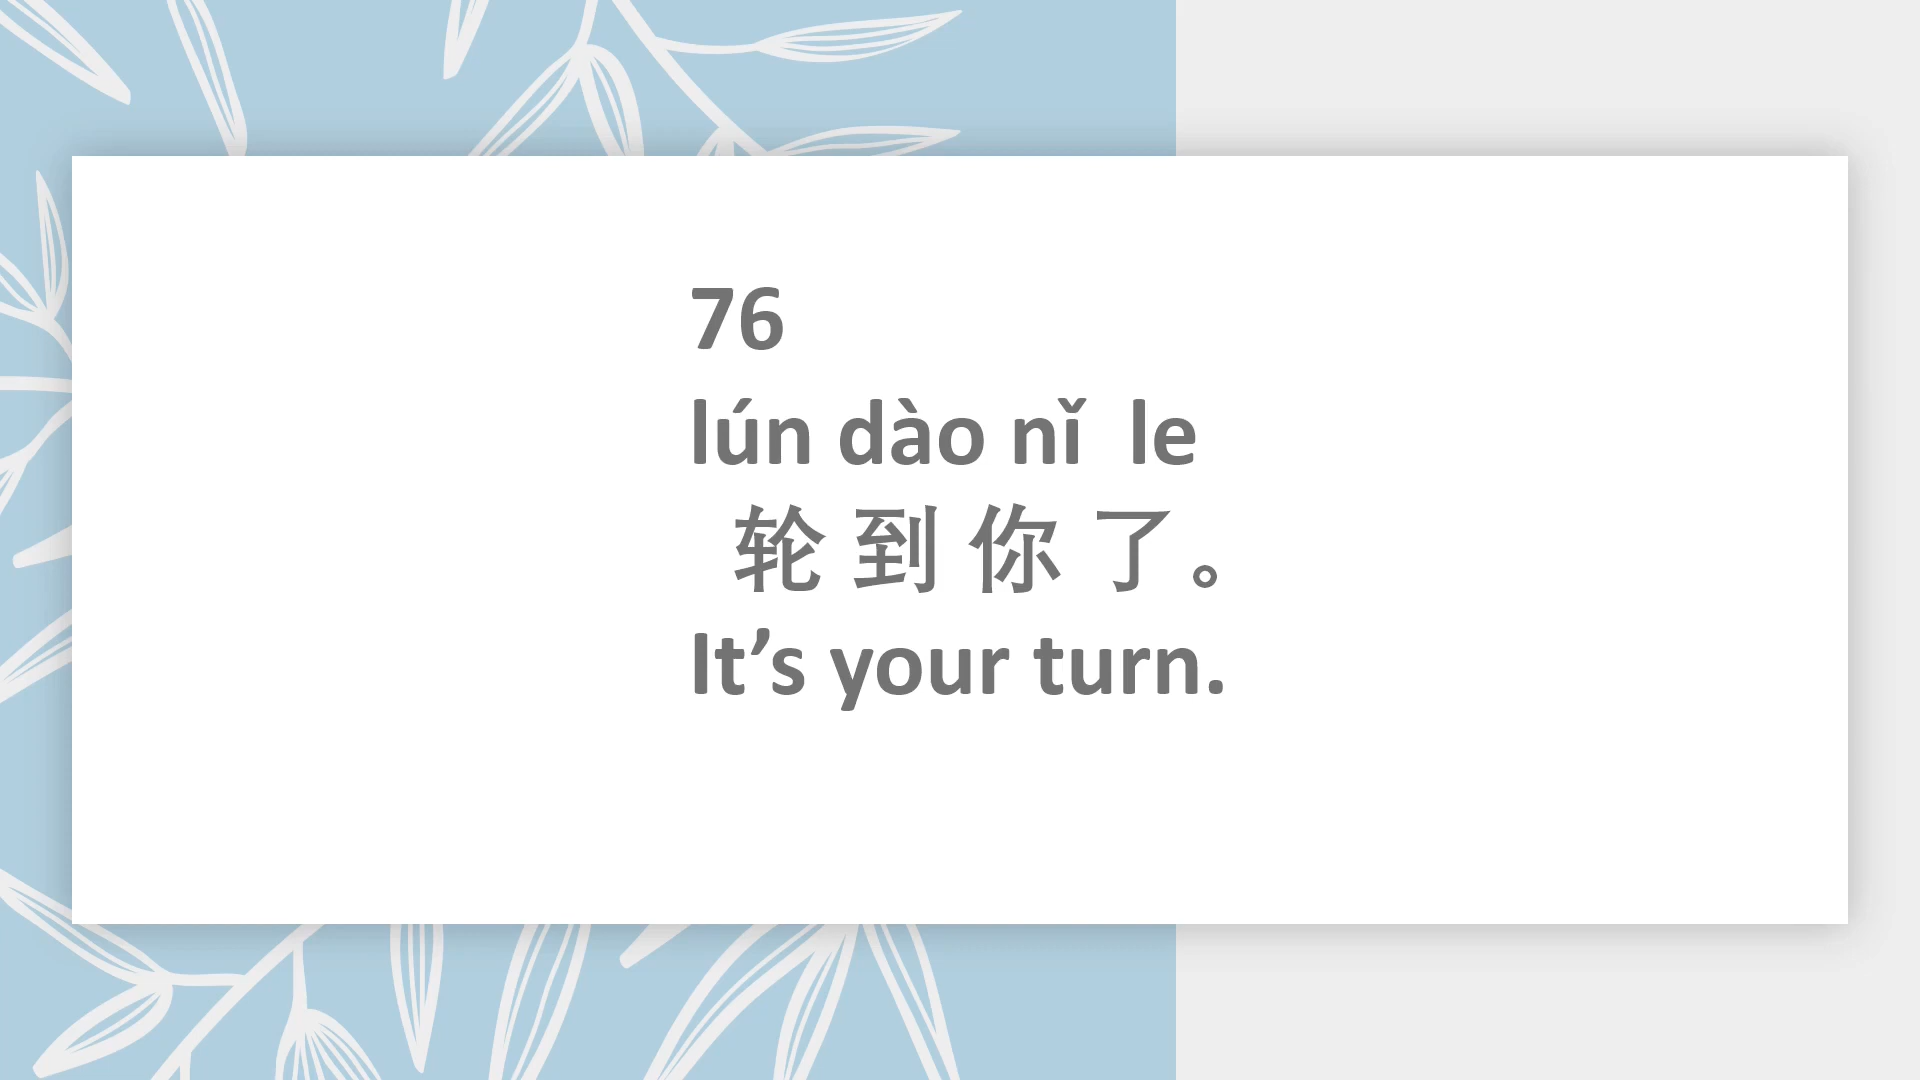 76
lún dào nǐ  le
轮 到 你 了。
It’s your turn.